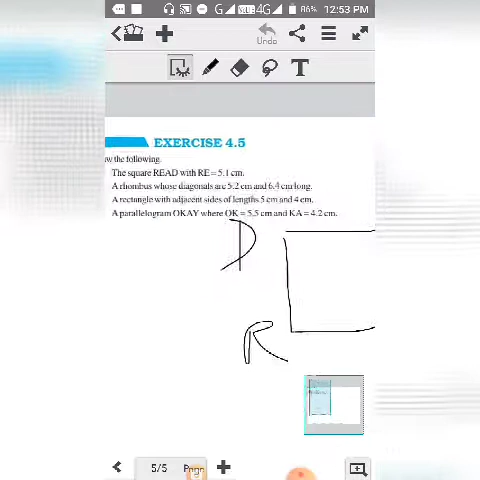 G VoLTE 4G 86% 12:53 PM
Undo
T
EXERCISE 4.5
w the following.
The square READ with RE = 5.1 cm.
A rhombus whose diagonals are 5.2 cm and 6.4 cm long.
A rectangle with adjacent sides of lengths 5 cm and 4 cm.
A parallelogram OKAY where OK = 5.5 cm and KA = 4.2 cm.
D
R
5/5 Page